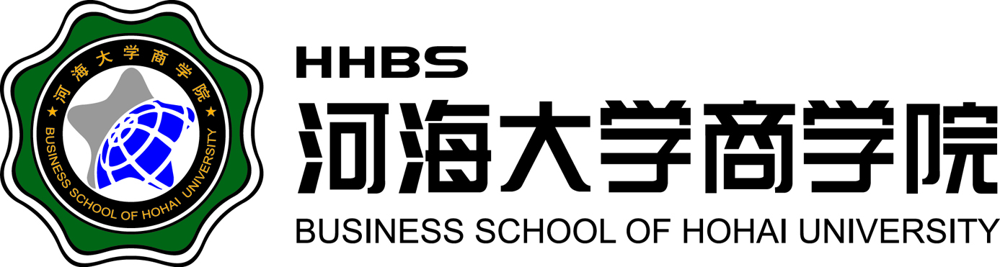 河海大学商学院
BUSINESS SCHOOL OF HOHAI UNIVERSITY
HHBS
河海大学商学院
BUSINESS SCHOOL OF HOHAI UNIVERSITY